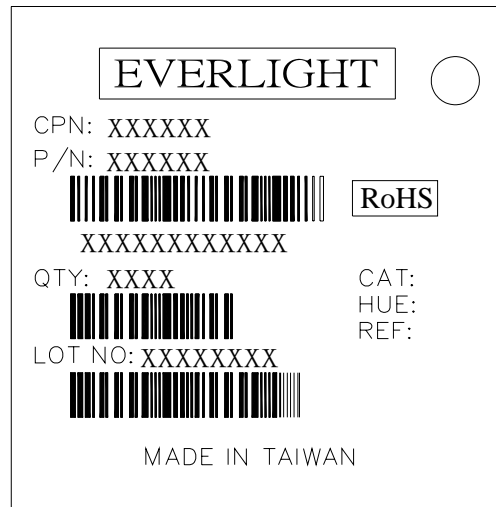 EVERLIGHT
CPN: XXXXXX
P/N: XXXXXX
RoHS
XXXXXXXXXXXX
QTY: XXXX
CAT:
HUE:
REF:
LOT NO: XXXXXXXX
MADE IN TAIWAN